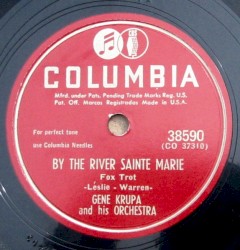 COLUMBIA
Mfrd. under Pats, Pending Trade Marks Reg. U.S.
Pat. Off. Marcas Registradas Made in U.S.A.
For perfect tone
use Columbia Needles
38590
(CO 37310)
BY THE RIVER SAINTE MARIE
Fox Trot
-Leslie - Warren-
GENE KRUPA
and his ORCHESTRA